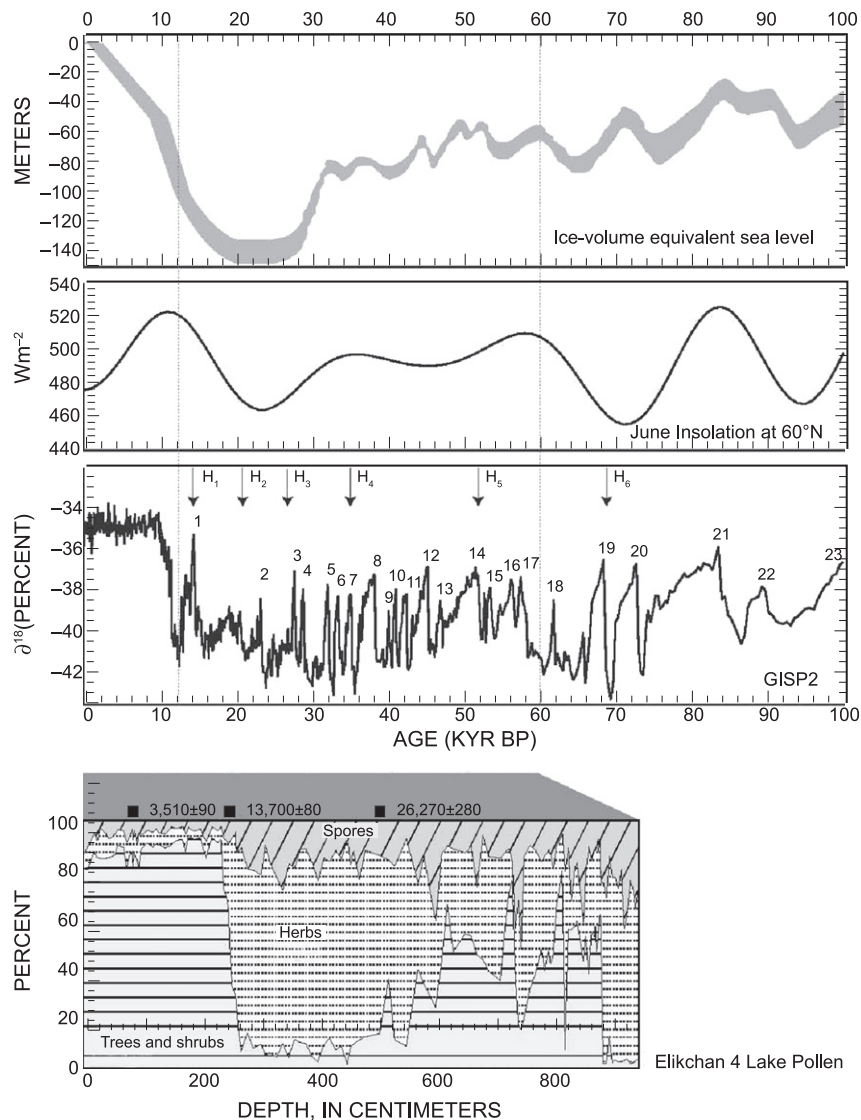 0 10 20 30 40 50 60 70 80 90 100
METERS
0
–20
–40
–60
–80
–100
–120
–140
Ice-volume equivalent sea level
Wm–2
540
520
500
480
460
440
June Insolation at 60°N
H1 H2 H3 H4 H5 H6
∂18(PERCENT)
–34
–36
–38
–40
–42
1 2 3 4 5 6 7 8 9 10 11 12 13 14 15 16 17 18 19 20 21 22 23
GISP2
0 10 20 30 40 50 60 70 80 90 100
AGE (KYR BP)
3,510±90 13,700±80 26,270±280
PERCENT
100
80
60
40
20
0
Spores
Herbs
Trees and shrubs
Elikchan 4 Lake Pollen
0 200 400 600 800
DEPTH, IN CENTIMETERS